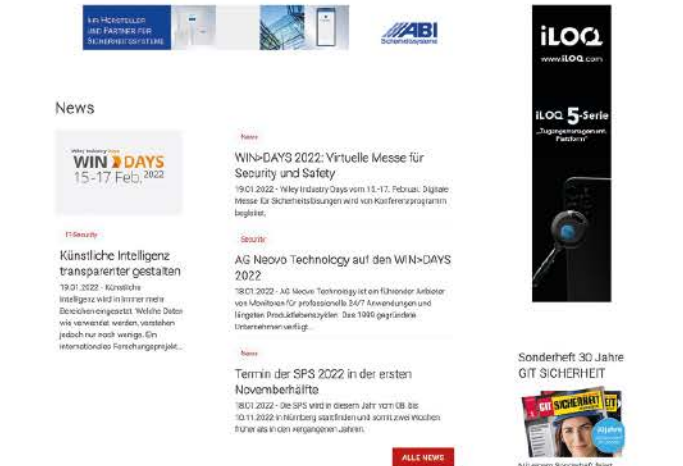 IHR HERSTELLER
UND PARTNER FÜR
SICHERHEITSSYSTEME
ABI
Sicherheitssysteme
iLOQ
www.iLOQ.com
iLOQ 5-Serie
„Zugangsmanagement
Plattform“
News
Wiley Industry Days
WIN>DAYS
15-17 Feb. 2022
IT-Security
Künstliche Intelligenz
transparenter gestalten
19.01.2022 - Künstliche
Intelligenz wird in immer mehr
Bereichen eingesetzt. Welche Daten
wie verwendet werden, verstehen
jedoch nur noch wenige. Ein
internationales Forschungsprojekt...
News
WIN>DAYS 2022: Virtuelle Messe für
Security und Safety
19.01.2022 - Wiley Industry Days vom 15.-17. Februar. Digitale
Messe für Sicherheitslösungen wird von Konferenzprogramm
begleitet.
Security
AG Neovo Technology auf den WIN>DAYS
2022
18.01.2022 - AG Neovo Technology ist ein führender Anbieter
von Monitoren für professionelle 24/7 Anwendungen und
längsten Produktlebenszyklen. Das 1999 gegründete
Unternehmen verfügt...
News
Termin der SPS 2022 in der ersten
Novemberhälfte
18.01.2022 - Die SPS wird in diesem Jahr vom 08. bis
10.11.2022 in Nürnberg stattfinden und somit zwei Wochen
früher als in den vergangenen Jahren.
ALLE NEWS
Sonderheft 30 Jahre
GIT SICHERHEIT
GIT SICHERHEIT
GIT
30 Jahre